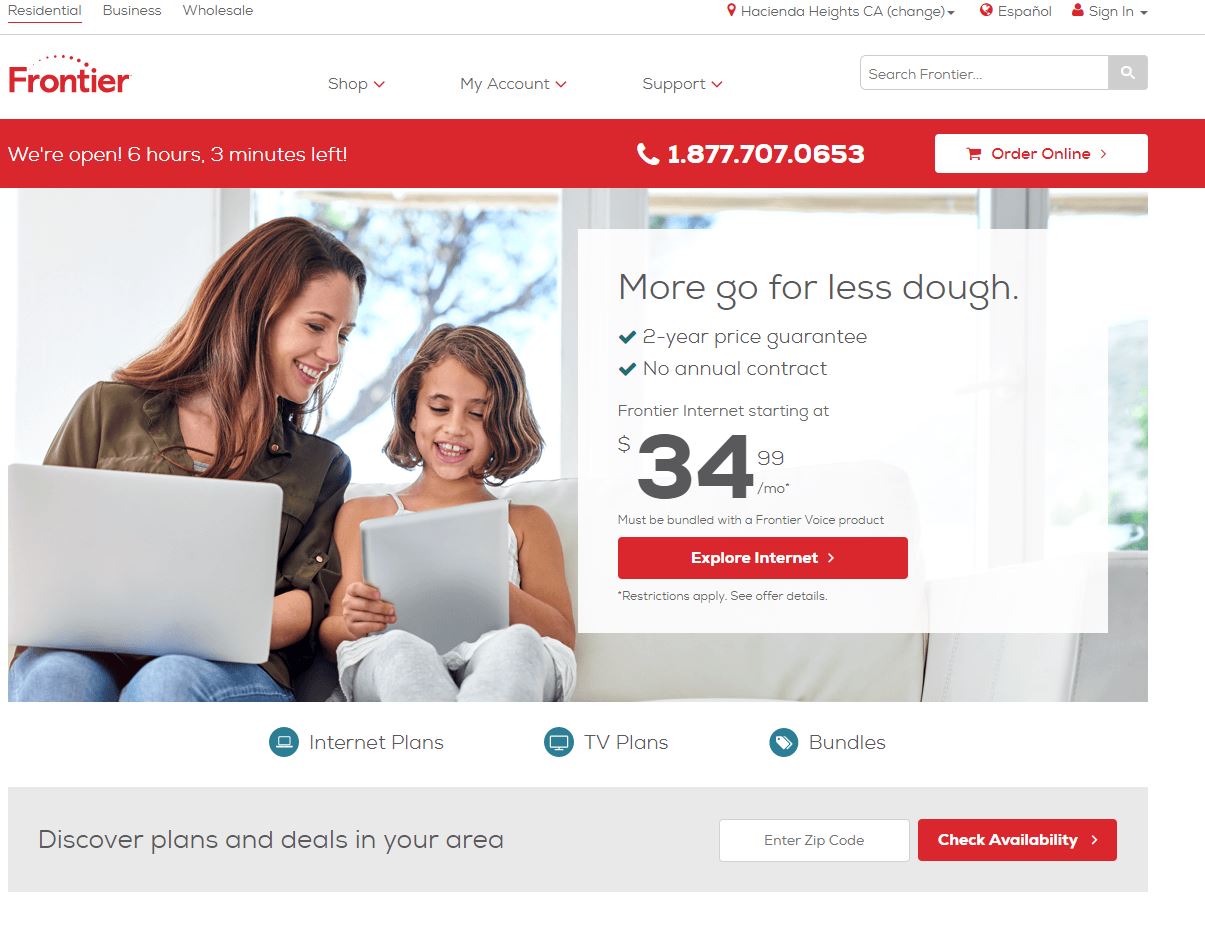 Residential Business Wholesale Hacienda Heights CA (change) Español Sign In
Frontier
Shop My Account Support Search Frontier...
We're open! 6 hours, 3 minutes left! 1.877.707.0653 Order Online
More go for less dough.
2-year price guarantee
No annual contract
Frontier Internet starting at
$ 34 99
/mo*
Must be bundled with a Frontier Voice product
Explore Internet
*Restrictions apply. See offer details.
Internet Plans TV Plans Bundles
Discover plans and deals in your area Enter Zip Code Check Availability